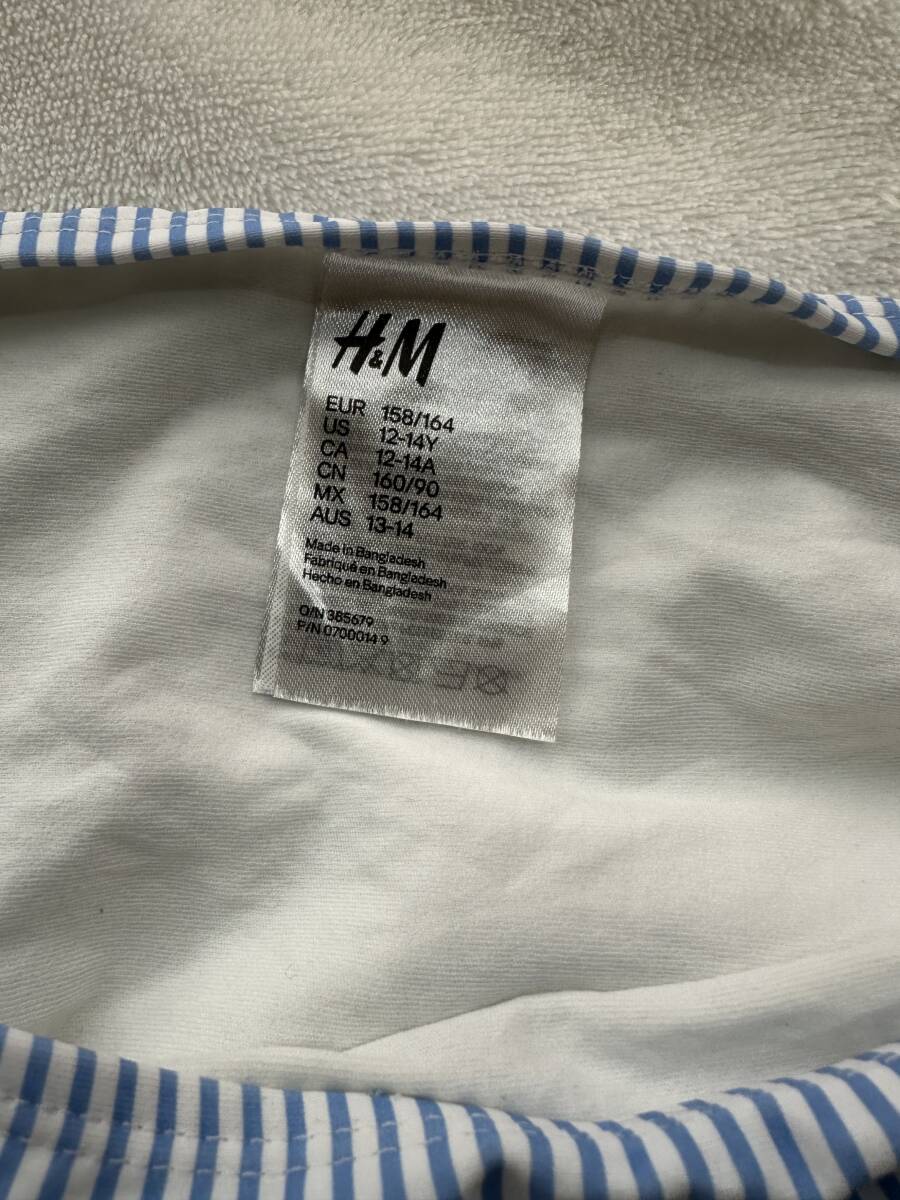 H&M
EUR 158/164
US 12-14Y
CA 12-14A
CN 160/90
MX 158/164
AUS 13-14
Made in Bangladesh
Fabriqué en Bangladesh
Hecho en Bangladesh
O/N 385679
P/N 0700014 9